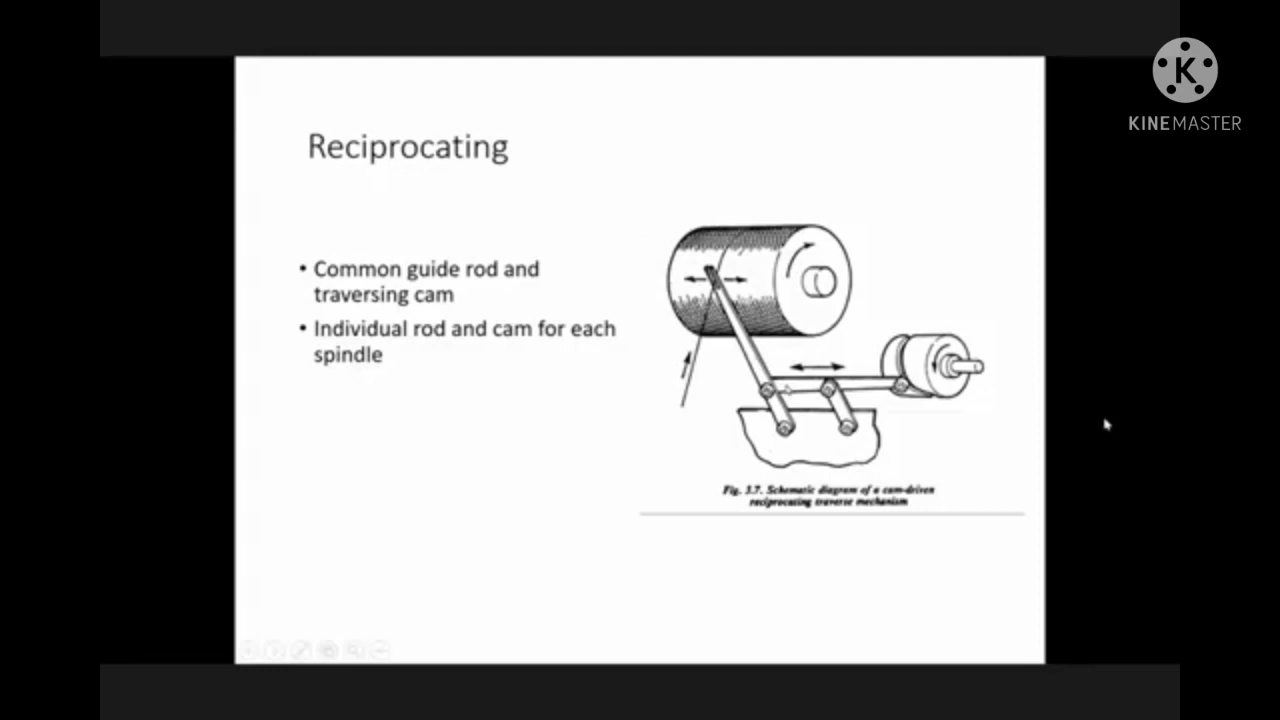 K
KINEMASTER
Reciprocating
• Common guide rod and
traversing cam
• Individual rod and cam for each
spindle
Fig. 3.7. Schematic diagram of a cam-driven
reciprocating traverse mechanism